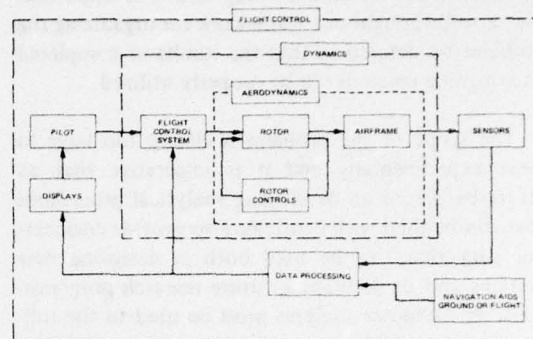 FLIGHT CONTROL
DYNAMICS
AERODYNAMICS
PILOT
FLIGHT
CONTROL
SYSTEM
ROTOR
AIRFRAME
SENSORS
DISPLAYS
ROTOR
CONTROLS
DATA PROCESSING
NAVIGATION AIDS
GROUND OR FLIGHT